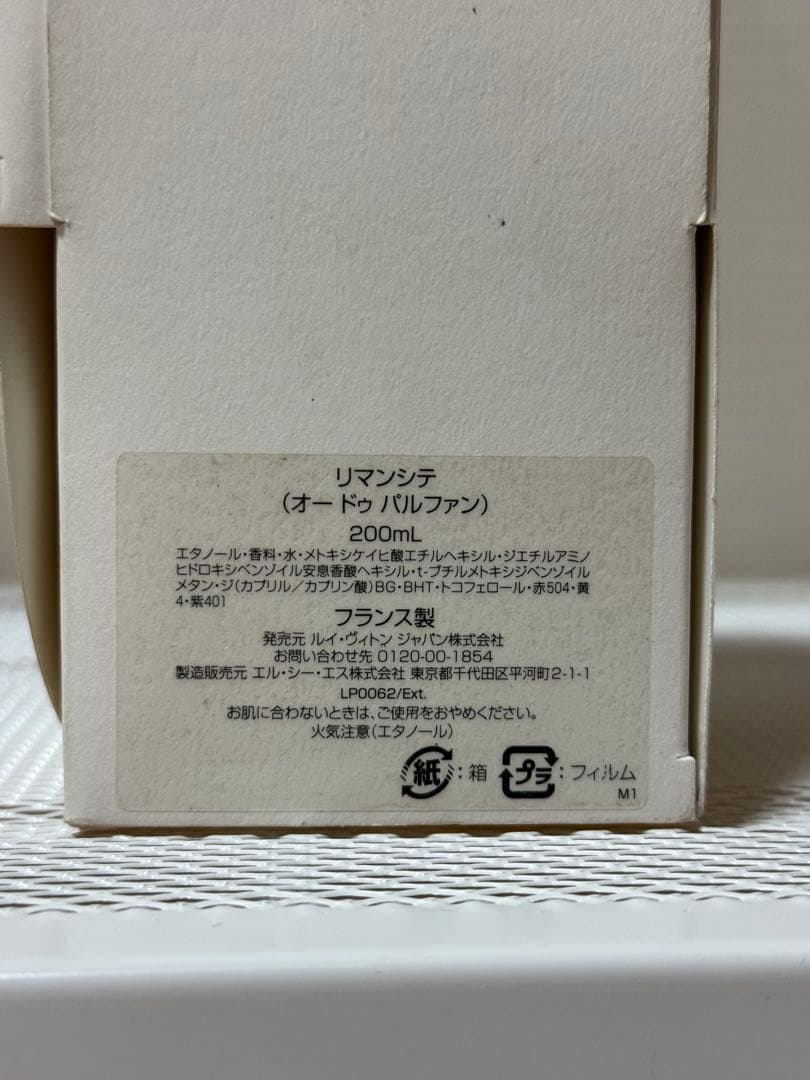 リマンシテ
(オー ドゥ パルファン)
200mL
エタノール・香料・水・メトキシケイヒ酸エチルヘキシル・ジエチルアミノ
ヒドロキシベンゾイル安息香酸ヘキシル・t-ブチルメトキシジベンゾイル
メタン・ジ(カプリル/カプリン酸)BG・BHT・トコフェロール・赤504・黄
4・紫401
フランス製
発売元 ルイ・ヴィトン ジャパン株式会社
お問い合わせ先 0120-00-1854
製造販売元 エル・シー・エス株式会社 東京都千代田区平河町2-1-1
LP0062/Ext.
お肌に合わないときは、ご使用をおやめください。
火気注意(エタノール)
紙:箱 プラ:フィルム
M1